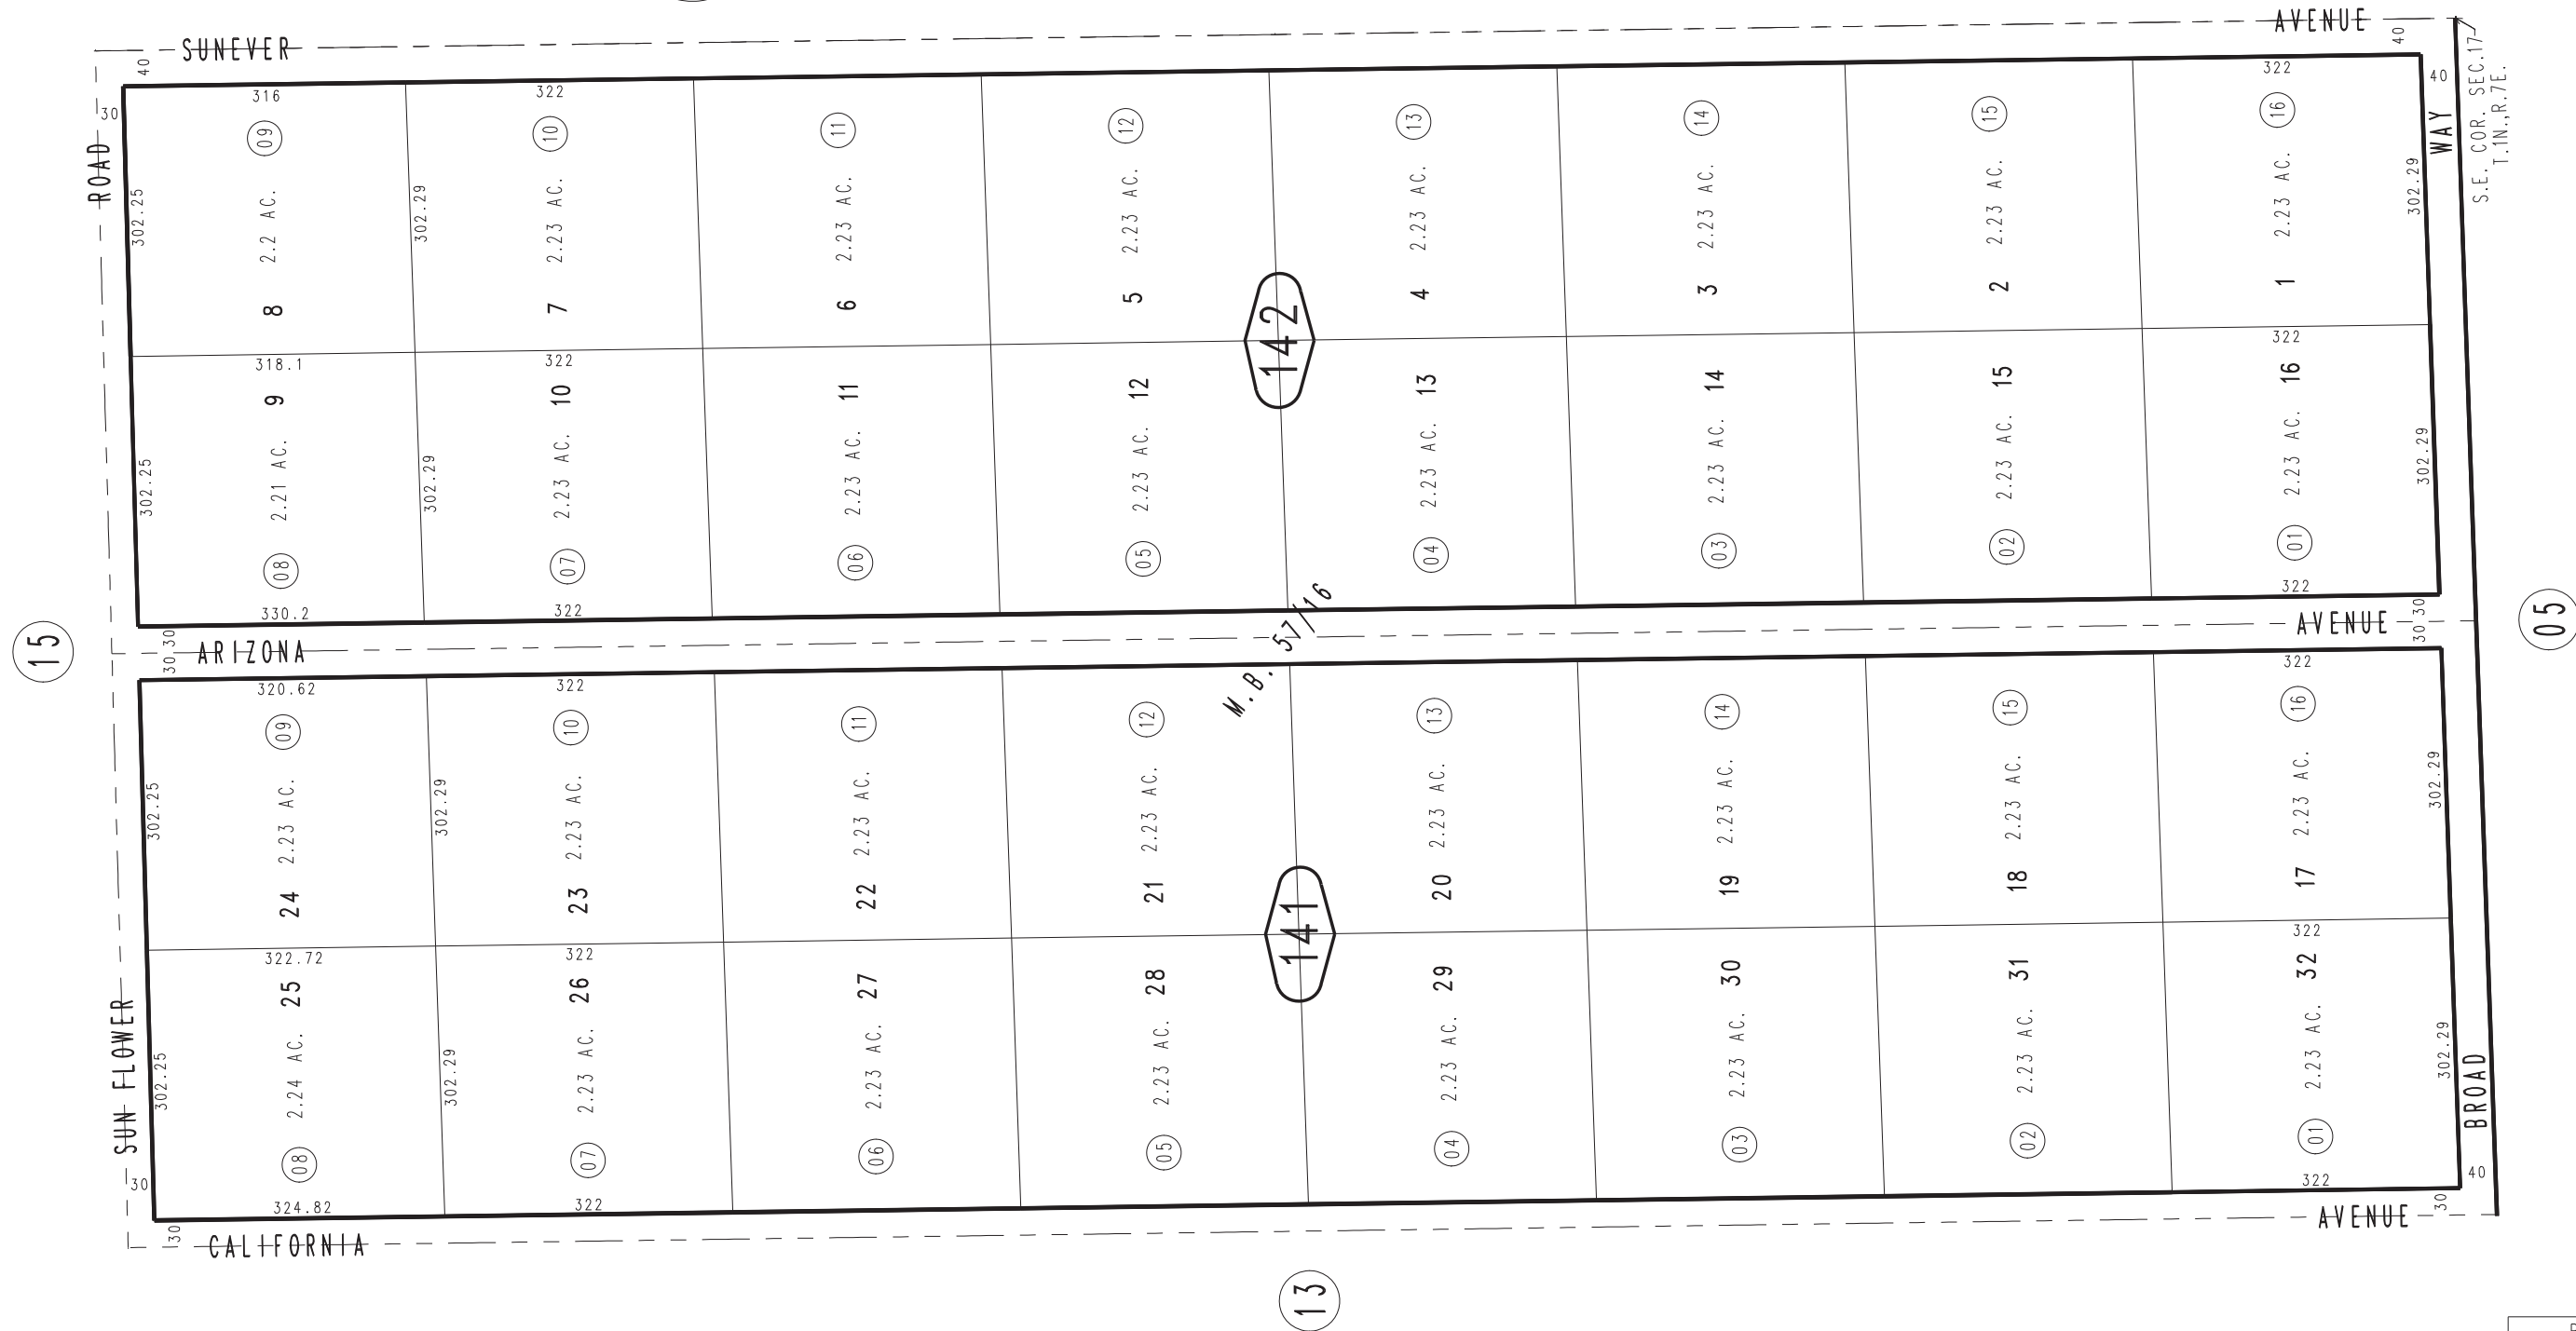 SUNEVER AVENUE
40 40
S.E. COR. SEC.17
T.1N.,R.7E.
30 316 322 322 40
ROAD WAY
09 10 11 12 13 14 15 16
302.25 302.29 302.29
2.2 AC. 2.23 AC. 2.23 AC. 2.23 AC. 2.23 AC. 2.23 AC. 2.23 AC. 2.23 AC.
8 7 6 5 4 3 2 1
142
318.1 322 322
9 10 11 12 13 14 15 16
302.25 302.29 302.29
2.21 AC. 2.23 AC. 2.23 AC. 2.23 AC. 2.23 AC. 2.23 AC. 2.23 AC. 2.23 AC.
08 07 06 05 04 03 02 01
330.2 322 322
15 05
30 30 30 30
ARIZONA AVENUE
M.B. 57/16
320.62 322 322
09 10 11 12 13 14 15 16
302.25 302.29 302.29
2.23 AC. 2.23 AC. 2.23 AC. 2.23 AC. 2.23 AC. 2.23 AC. 2.23 AC. 2.23 AC.
24 23 22 21 20 19 18 17
141
322.72 322 322
25 26 27 28 29 30 31 32
302.25 302.29 302.29
2.24 AC. 2.23 AC. 2.23 AC. 2.23 AC. 2.23 AC. 2.23 AC. 2.23 AC. 2.23 AC.
SUN FLOWER BROAD
08 07 06 05 04 03 02 01
30 324.82 322 322 40
30 30
CALIFORNIA AVENUE
13